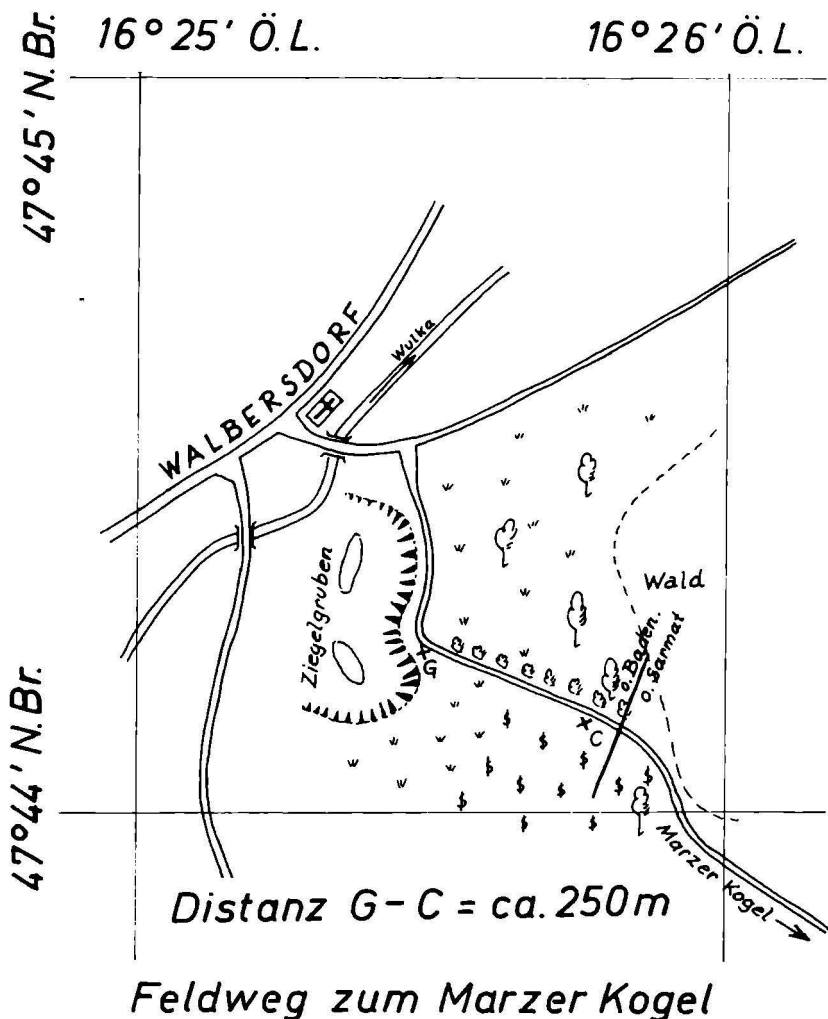 16° 25' Ö.L.
16° 26' Ö.L.
47° 45' N.Br.
WALBERSDORF
Wulka
Ziegelgruben
Wald
o. Baden.
o. Sarmat
G
C
47° 44' N.Br.
Marzer Kogel
Distanz G-C = ca. 250m
Feldweg zum Marzer Kogel